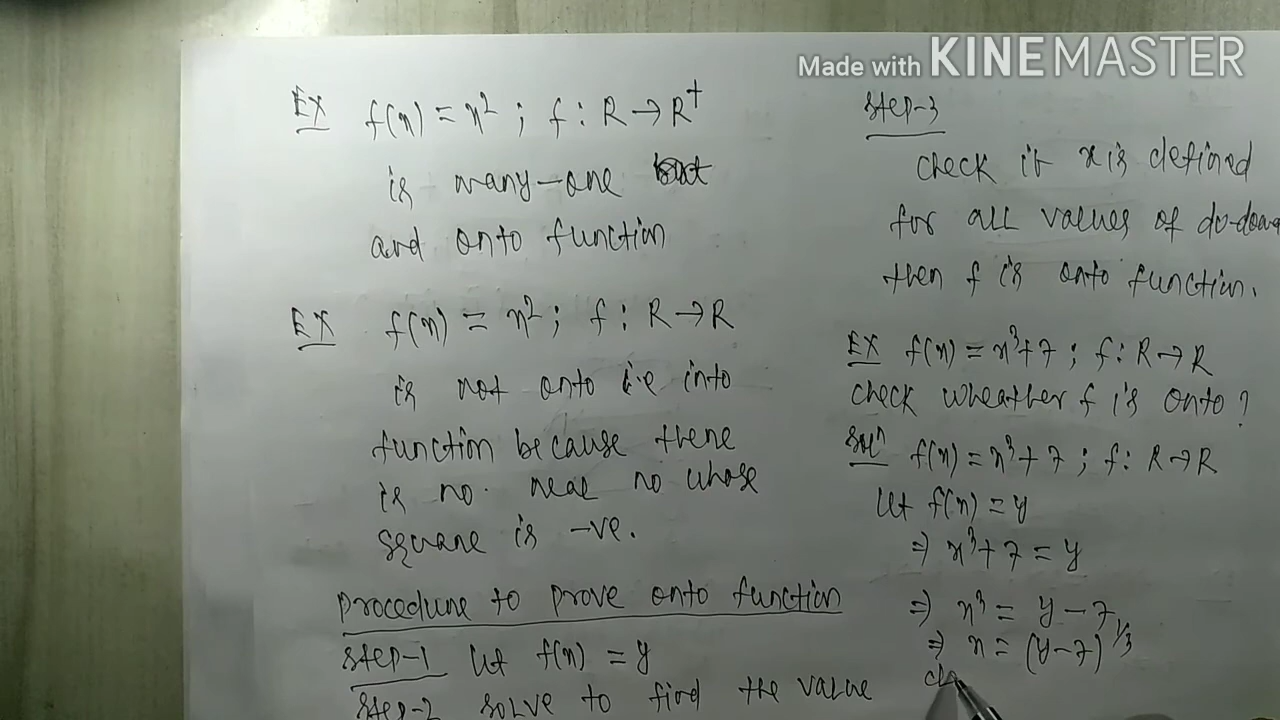 Made with KINEMASTER
Ex f(x) = x² ; f : R → R⁺
is many-one
and onto function
Ex f(x) = x² ; f : R → R
is not onto i.e into
function because there
is no. real no whose
square is -ve.
Procedure to prove onto function
Step-1 Let f(x) = y
Step-2 solve to find the value
Step-3
Check if x is defined
for all values of
then f is onto function.
Ex f(x) = x³+7 ; f : R → R
Check wheather f is onto?
Solⁿ f(x) = x³+7 ; f : R → R
Let f(x) = y
⇒ x³+7 = y
⇒ x³ = y-7
⇒ x = (y-7)^1/3